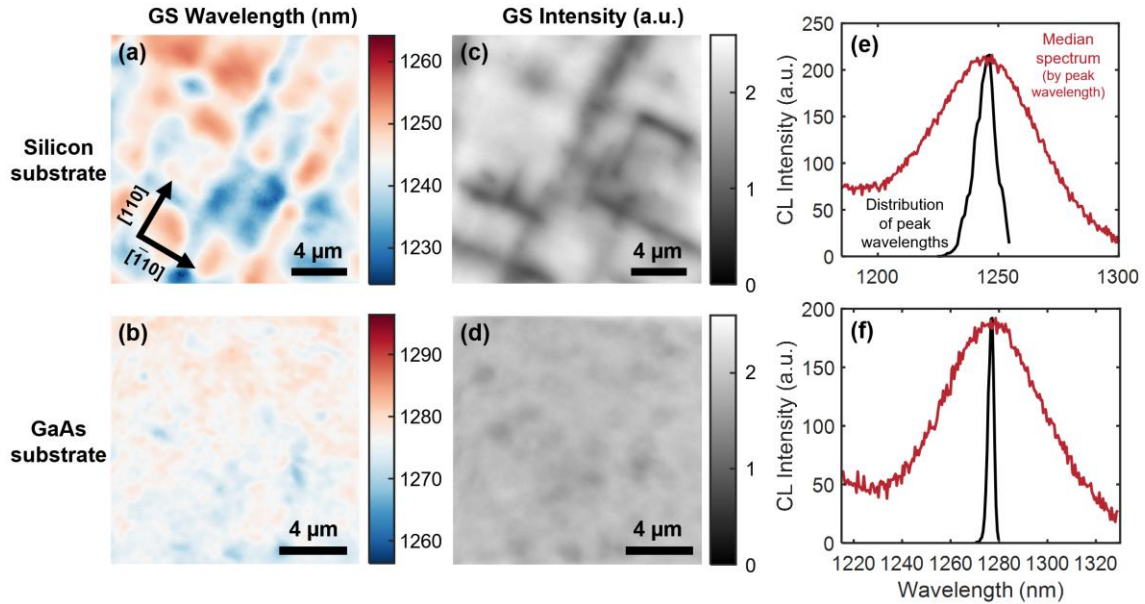 GS Wavelength (nm)
GS Intensity (a.u.)
Silicon
substrate
(a)
[110]
[1̄10]
4 µm
1260
1250
1240
1230
(c)
4 µm
2
1
0
(e)
Median
spectrum
(by peak
wavelength)
Distribution
of peak
wavelengths
CL Intensity (a.u.)
250
200
150
100
50
0
1200
1250
1300
GaAs
substrate
(b)
4 µm
1290
1280
1270
1260
(d)
4 µm
2
1
0
(f)
CL Intensity (a.u.)
200
150
100
50
0
1220 1240 1260 1280 1300 1320
Wavelength (nm)